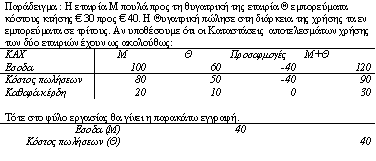 Παράδειγμα : Η εταιρία Μ πουλά προς τη θυγατρική της εταιρία Θ εμπορεύματα
κόστους κτήσης € 30 προς € 40. Η Θυγατρική πώλησε στη διάρκεια της χρήσης τα εν
εμπορεύματα σε τρίτους. Αν υποθέσουμε ότι οι Καταστάσεις αποτελεσμάτων χρήσης
των δύο εταιριών έχουν ως ακολούθως:
ΚΑΧ Μ Θ Προσαρμογές Μ+Θ
Έσοδα 100 60 -40 120
Κόστος πωλήσεων 80 50 -40 90
Καθαρά κέρδη 20 10 0 30
Τότε στο φύλο εργασίας θα γίνει η παρακάτω εγγραφή.
Έσοδα (Μ) 40
Κόστος πωλήσεων (Θ) 40